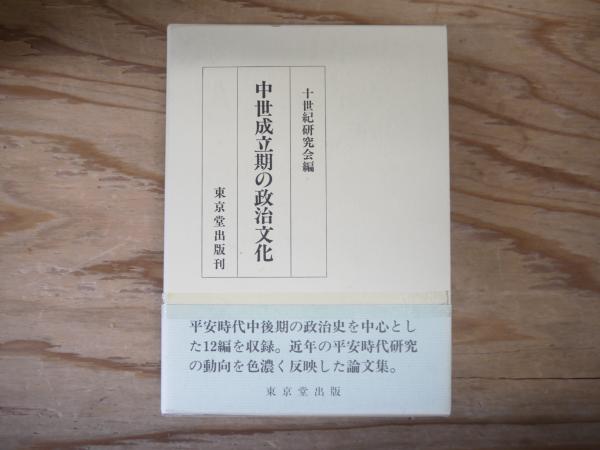 十世紀研究会編
中世成立期の政治文化
東京堂出版刊
平安時代中後期の政治史を中心とし
た12編を収録。近年の平安時代研究
の動向を色濃く反映した論文集。
東京堂出版